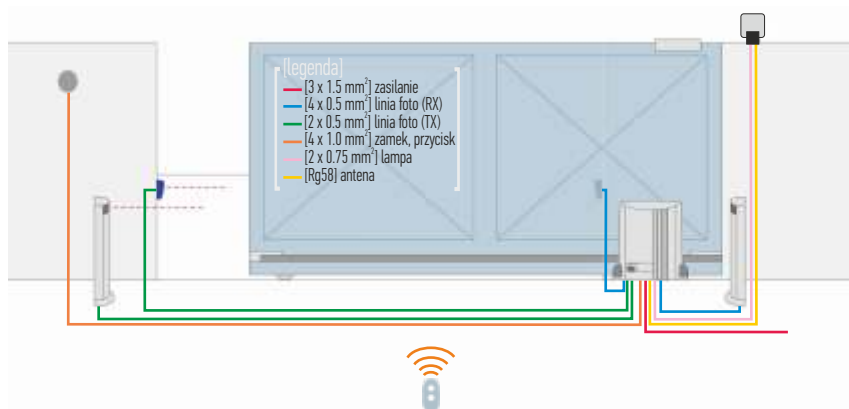 [legenda]
[3 x 1.5 mm²] zasilanie
[4 x 0.5 mm²] linia foto (RX)
[2 x 0.5 mm²] linia foto (TX)
[4 x 1.0 mm²] zamek, przycisk
[2 x 0.75 mm²] lampa
[Rg58] antena